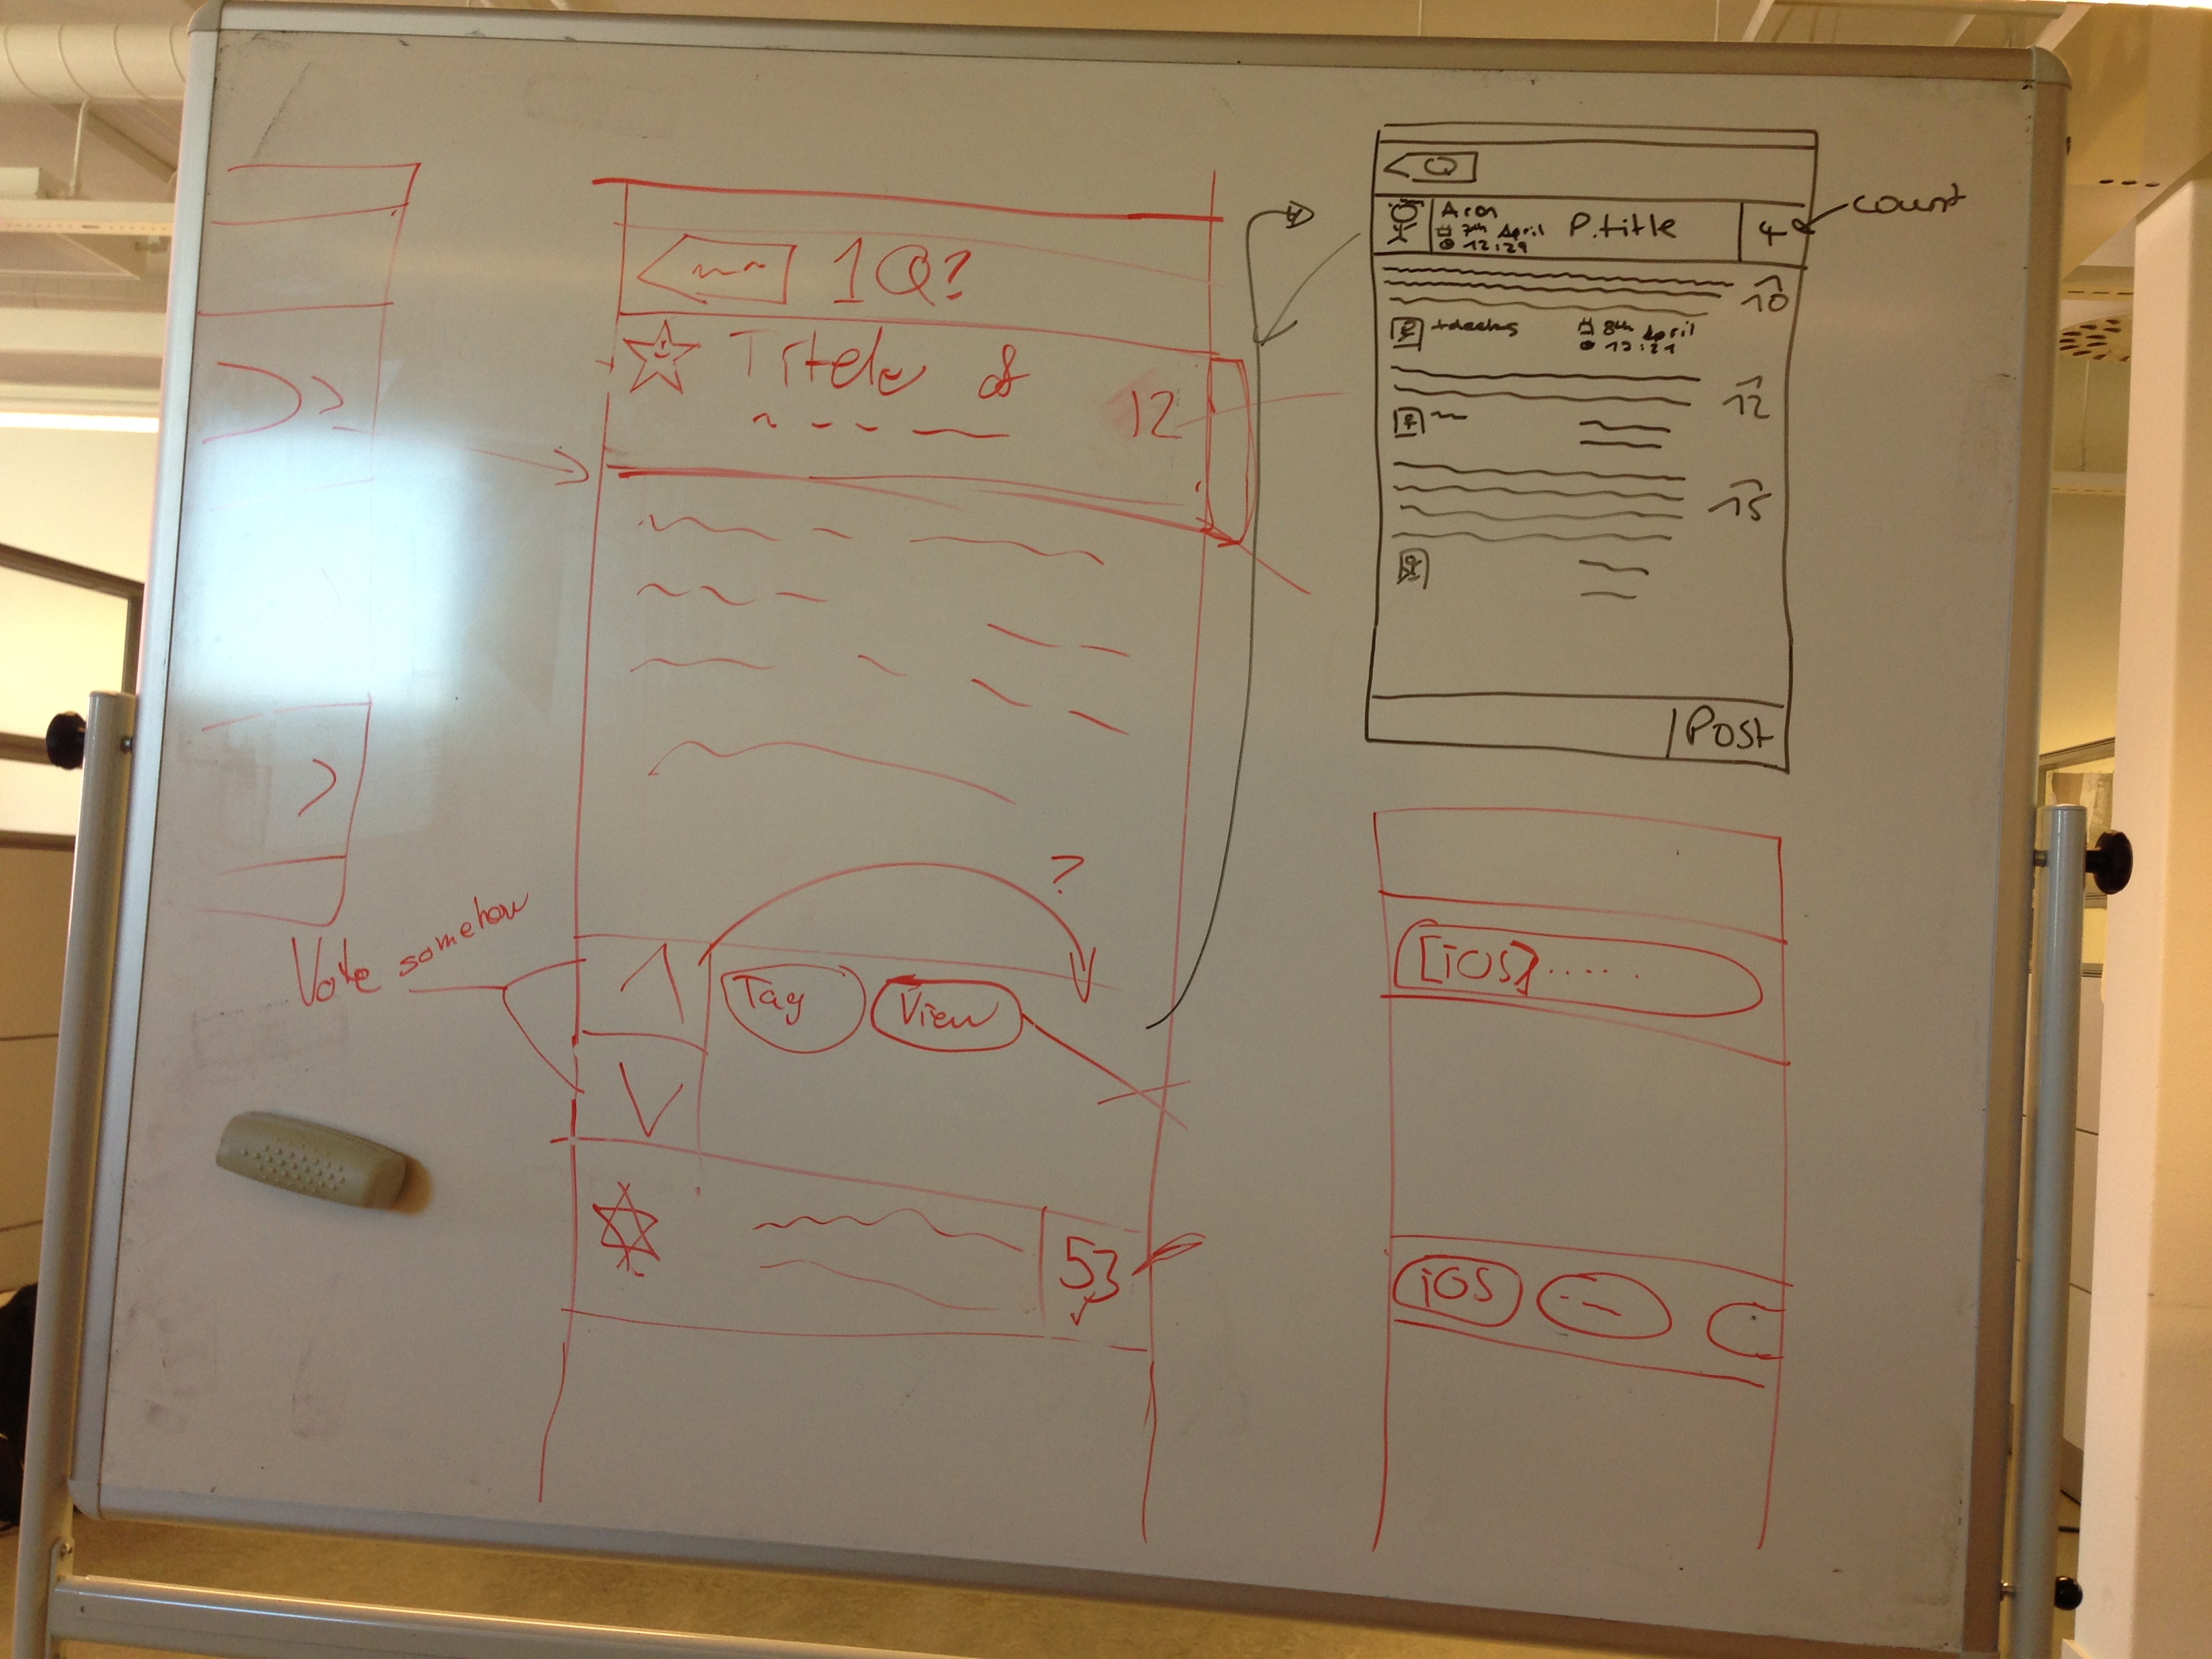 1Q?
Titele of
12
Vote somehow
?
Tag
View
53
Q
Aron
7th April
12:29
P.title
4
count
10
8th April
12:21
12
15
Post
[iOS].....
iOS